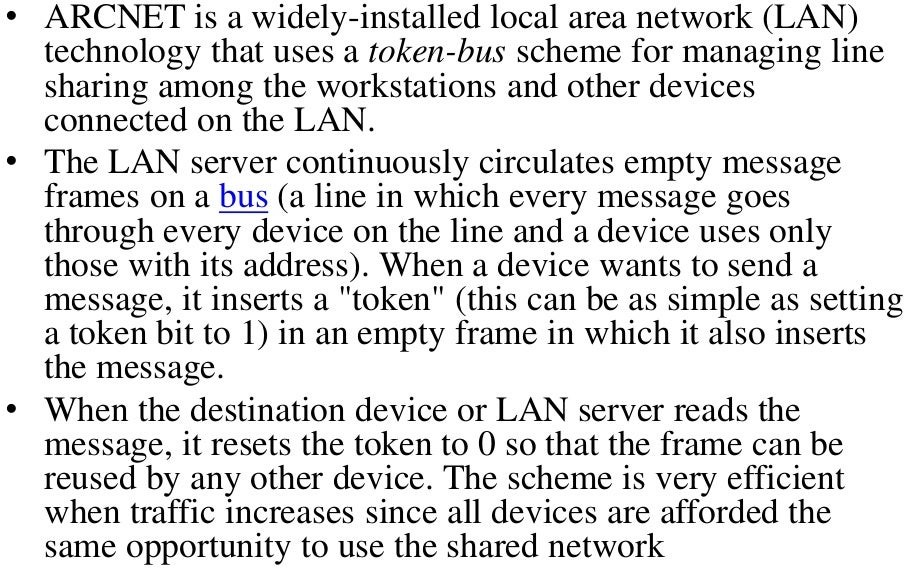 • ARCNET is a widely-installed local area network (LAN)
technology that uses a token-bus scheme for managing line
sharing among the workstations and other devices
connected on the LAN.
• The LAN server continuously circulates empty message
frames on a bus (a line in which every message goes
through every device on the line and a device uses only
those with its address). When a device wants to send a
message, it inserts a "token" (this can be as simple as setting
a token bit to 1) in an empty frame in which it also inserts
the message.
• When the destination device or LAN server reads the
message, it resets the token to 0 so that the frame can be
reused by any other device. The scheme is very efficient
when traffic increases since all devices are afforded the
same opportunity to use the shared network